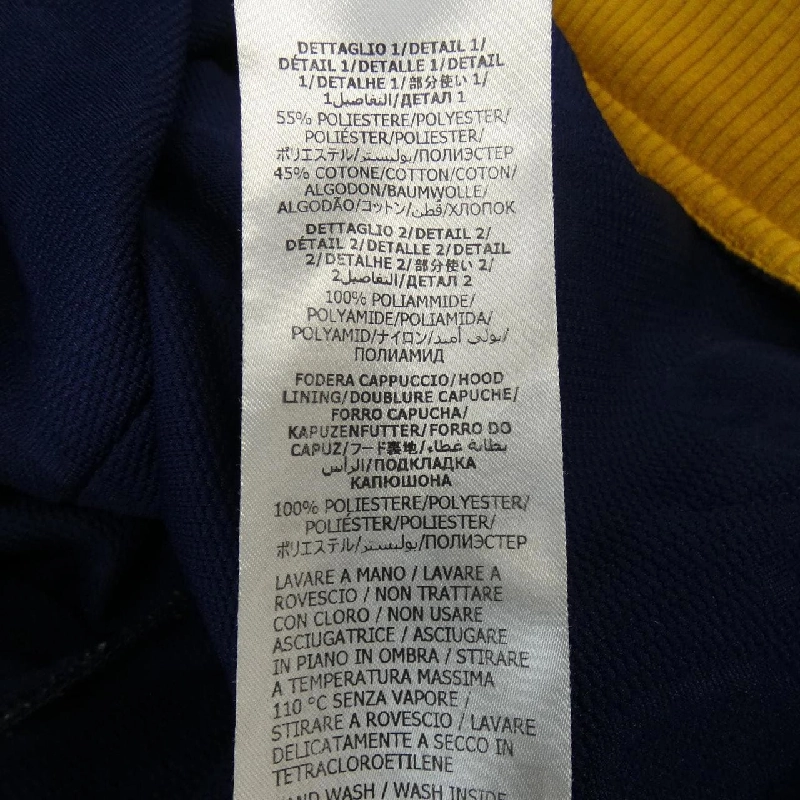 DETTAGLIO 1/DETAIL 1/
DÉTAIL 1/DETALLE 1/DETAIL
1/DETALHE 1/部分使い 1/
التفاصيل1/ДЕТАЛ 1
55% POLIESTERE/POLYESTER/
POLIÉSTER/POLIESTER/
ポリエステル/بوليستر/ПОЛИЭСТЕР
45% COTONE/COTTON/COTON/
ALGODON/BAUMWOLLE/
ALGODÃO/コットン/قطن/ХЛОПОК
DETTAGLIO 2/DETAIL 2/
DÉTAIL 2/DETALLE 2/DETAIL
2/DETALHE 2/部分使い 2/
التفاصيل2/ДЕТАЛ 2
100% POLIAMMIDE/
POLYAMIDE/POLIAMIDA/
POLYAMID/ナイロン/بولي أميد/
ПОЛИАМИД
FODERA CAPPUCCIO/HOOD
LINING/DOUBLURE CAPUCHE/
FORRO CAPUCHA/
KAPUZENFUTTER/FORRO DO
CAPUZ/フード裏地/بطانة غطاء
الرأس/ПОДКЛАДКА
КАПЮШОНА
100% POLIESTERE/POLYESTER/
POLIÉSTER/POLIESTER/
ポリエステル/بوليستر/ПОЛИЭСТЕР
LAVARE A MANO / LAVARE A
ROVESCIO / NON TRATTARE
CON CLORO / NON USARE
ASCIUGATRICE / ASCIUGARE
IN PIANO IN OMBRA / STIRARE
A TEMPERATURA MASSIMA
110 °C SENZA VAPORE /
STIRARE A ROVESCIO / LAVARE
DELICATAMENTE A SECCO IN
TETRACLOROETILENE
HAND WASH / WASH INSIDE